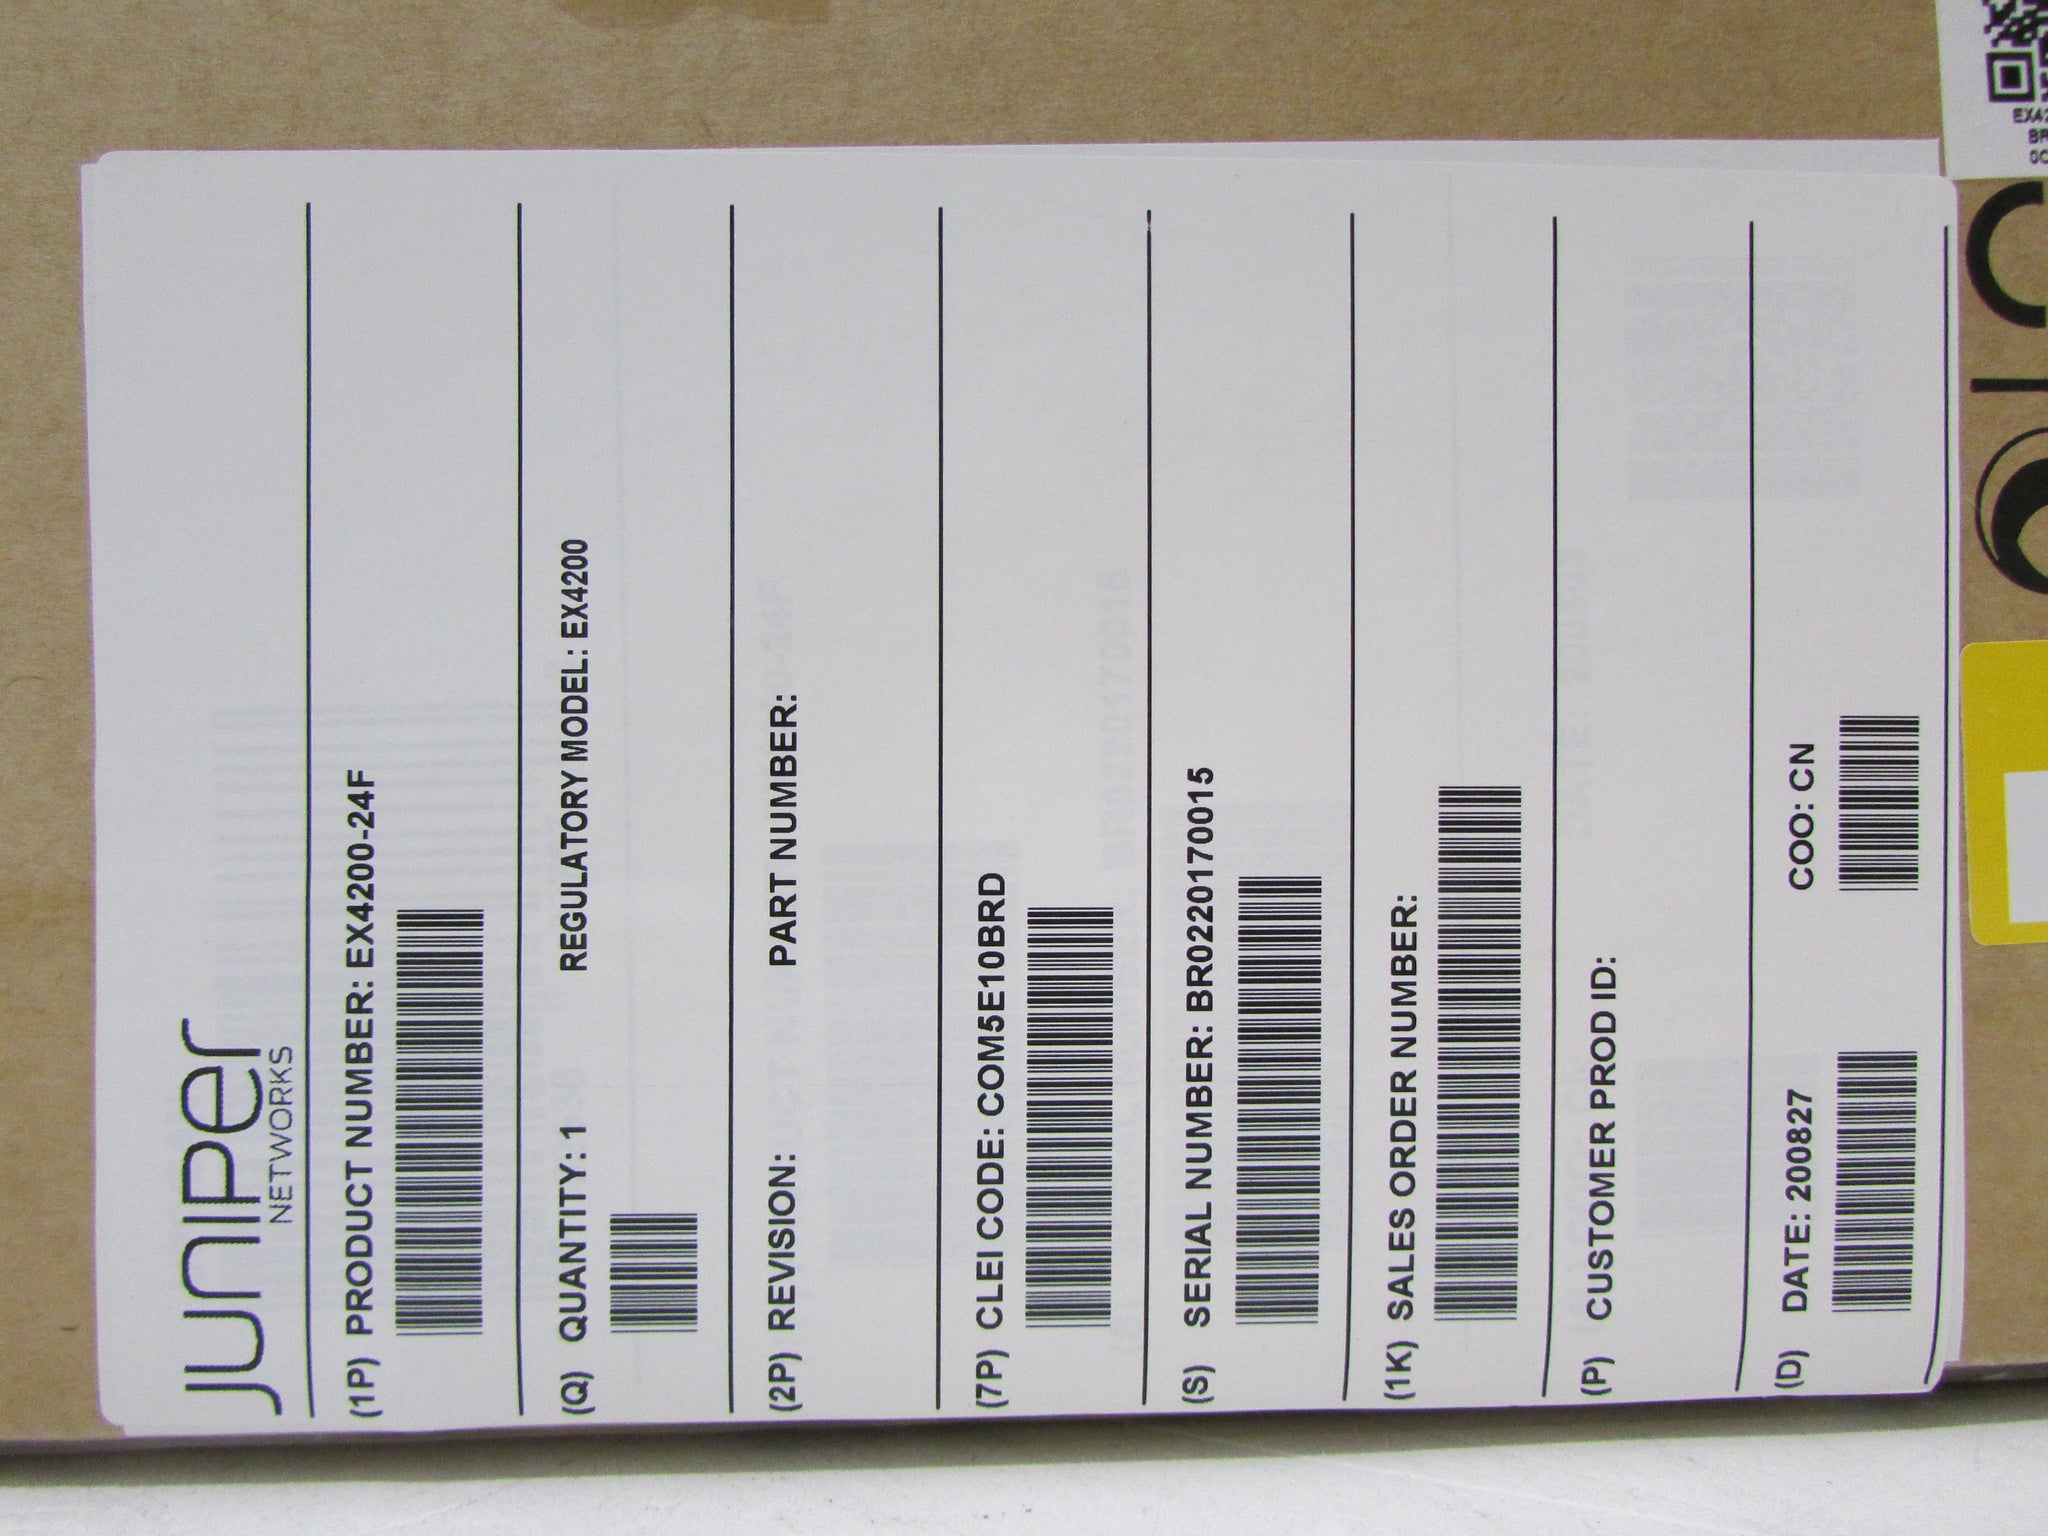 JUNIPer
NETWORKS
(1P) PRODUCT NUMBER: EX4200-24F
(Q) QUANTITY: 1 REGULATORY MODEL: EX4200
(2P) REVISION: PART NUMBER:
(7P) CLEI CODE: COM5E10BRD
(S) SERIAL NUMBER: BR0220170015
(1K) SALES ORDER NUMBER:
(P) CUSTOMER PROD ID:
(D) DATE: 200827 COO: CN